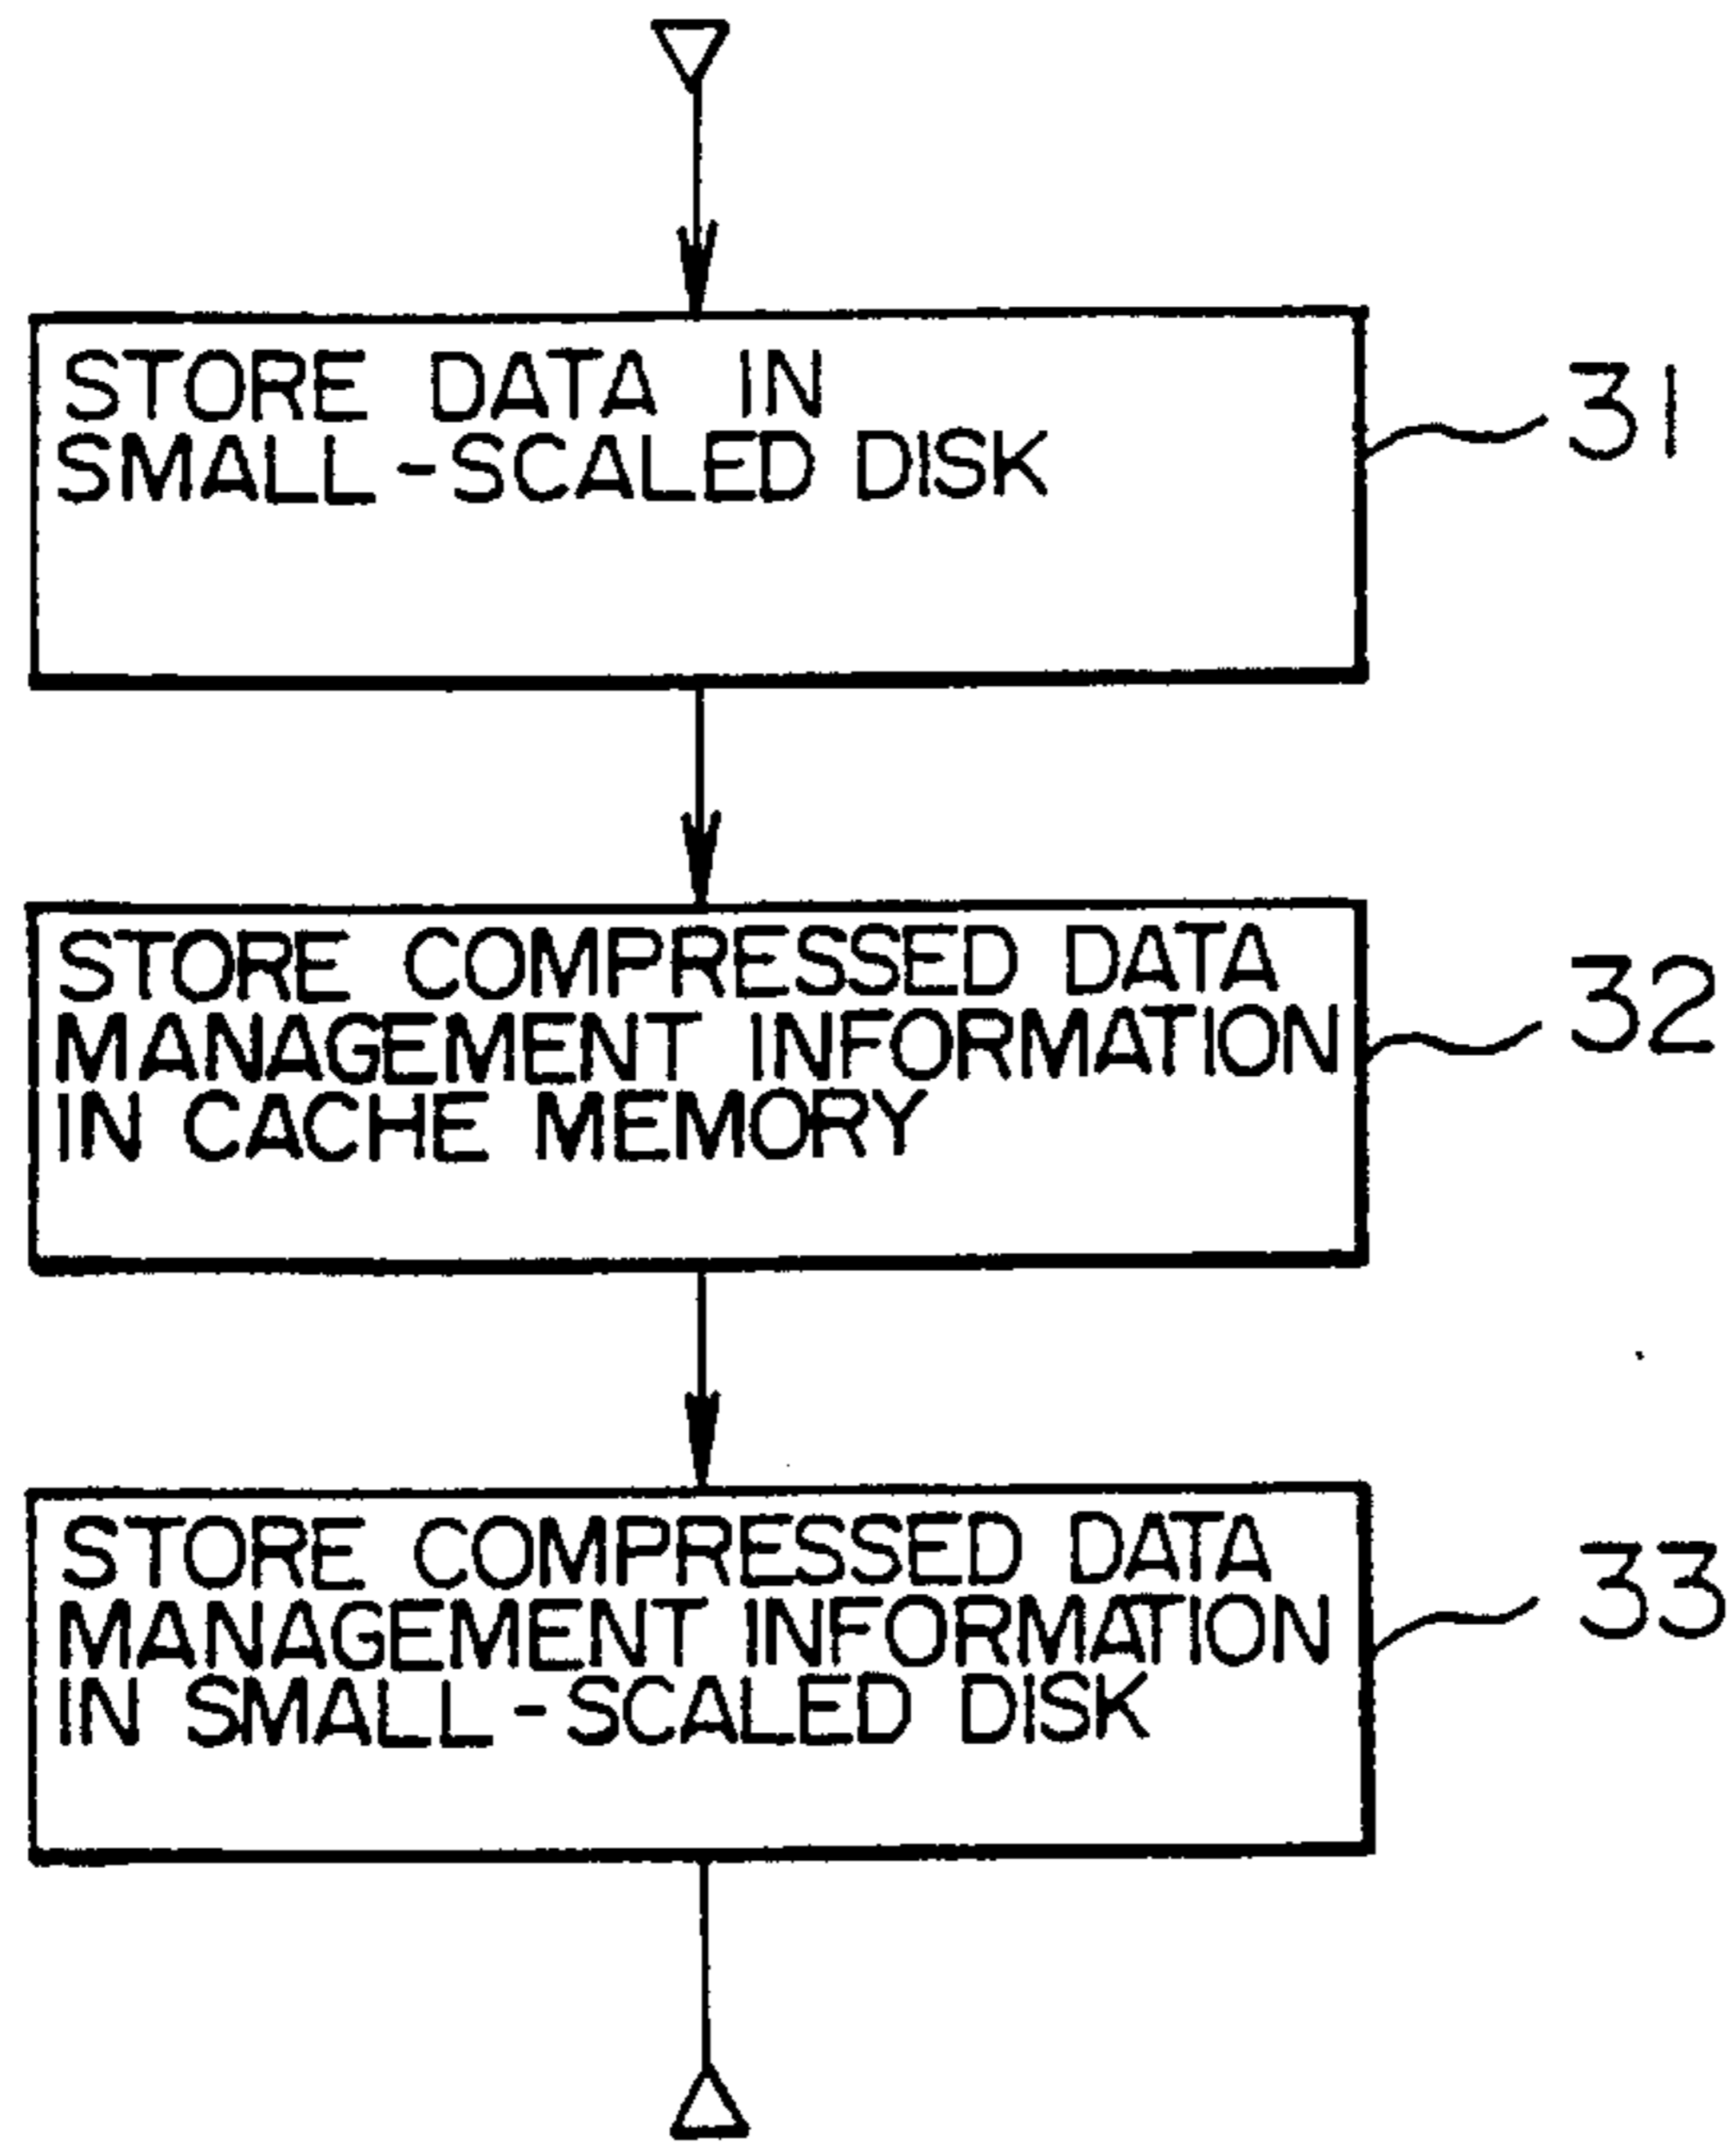 STORE DATA IN
SMALL-SCALED DISK
31
STORE COMPRESSED DATA
MANAGEMENT INFORMATION
IN CACHE MEMORY
32
STORE COMPRESSED DATA
MANAGEMENT INFORMATION
IN SMALL-SCALED DISK
33